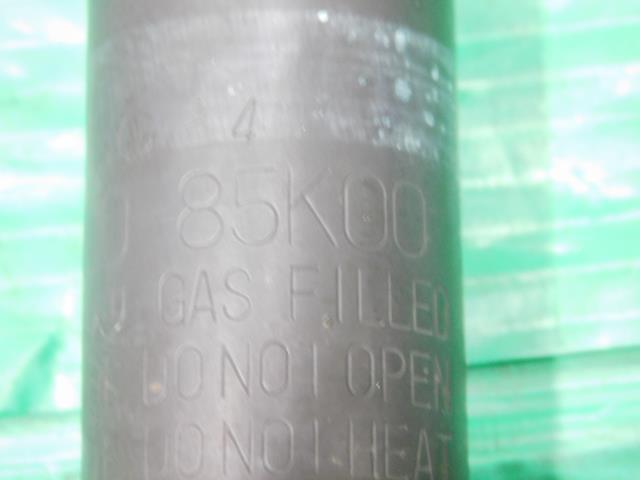 4
85K00
GAS FILLED
DO NOT OPEN
DO NOT HEAT